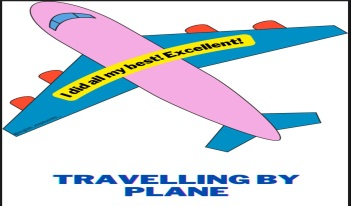 I did all my best! Excellent!
TRAVELLING BY
PLANE